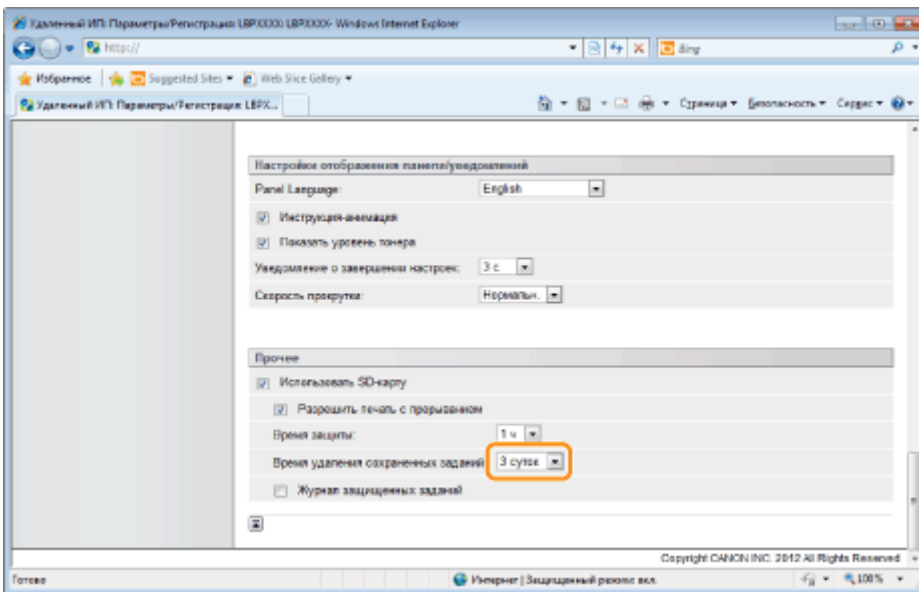 Удаленный ИП: Параметры/Регистрация: LBPXXXX: LBPXXXX- Windows Internet Explorer
https://
Bing
Избранное Suggested Sites Web Slice Gallery
Удаленный ИП: Параметры/Регистрация: LBPX... Страница Безопасность Сервис
Настройки отображения панели/уведомлений
Panel Language: English
Инструкция-анимация
Показать уровень тонера
Уведомление о завершении настроек: 3 с
Скорость прокрутки: Нормальн.
Прочее
Использовать SD-карту
Разрешить печать с прерыванием
Время защиты: 1 ч
Время удаления сохраненных заданий: 3 суток
Журнал защищенных заданий
Copyright CANON INC. 2012 All Rights Reserved
Готово Интернет | Защищенный режим: вкл. 100%